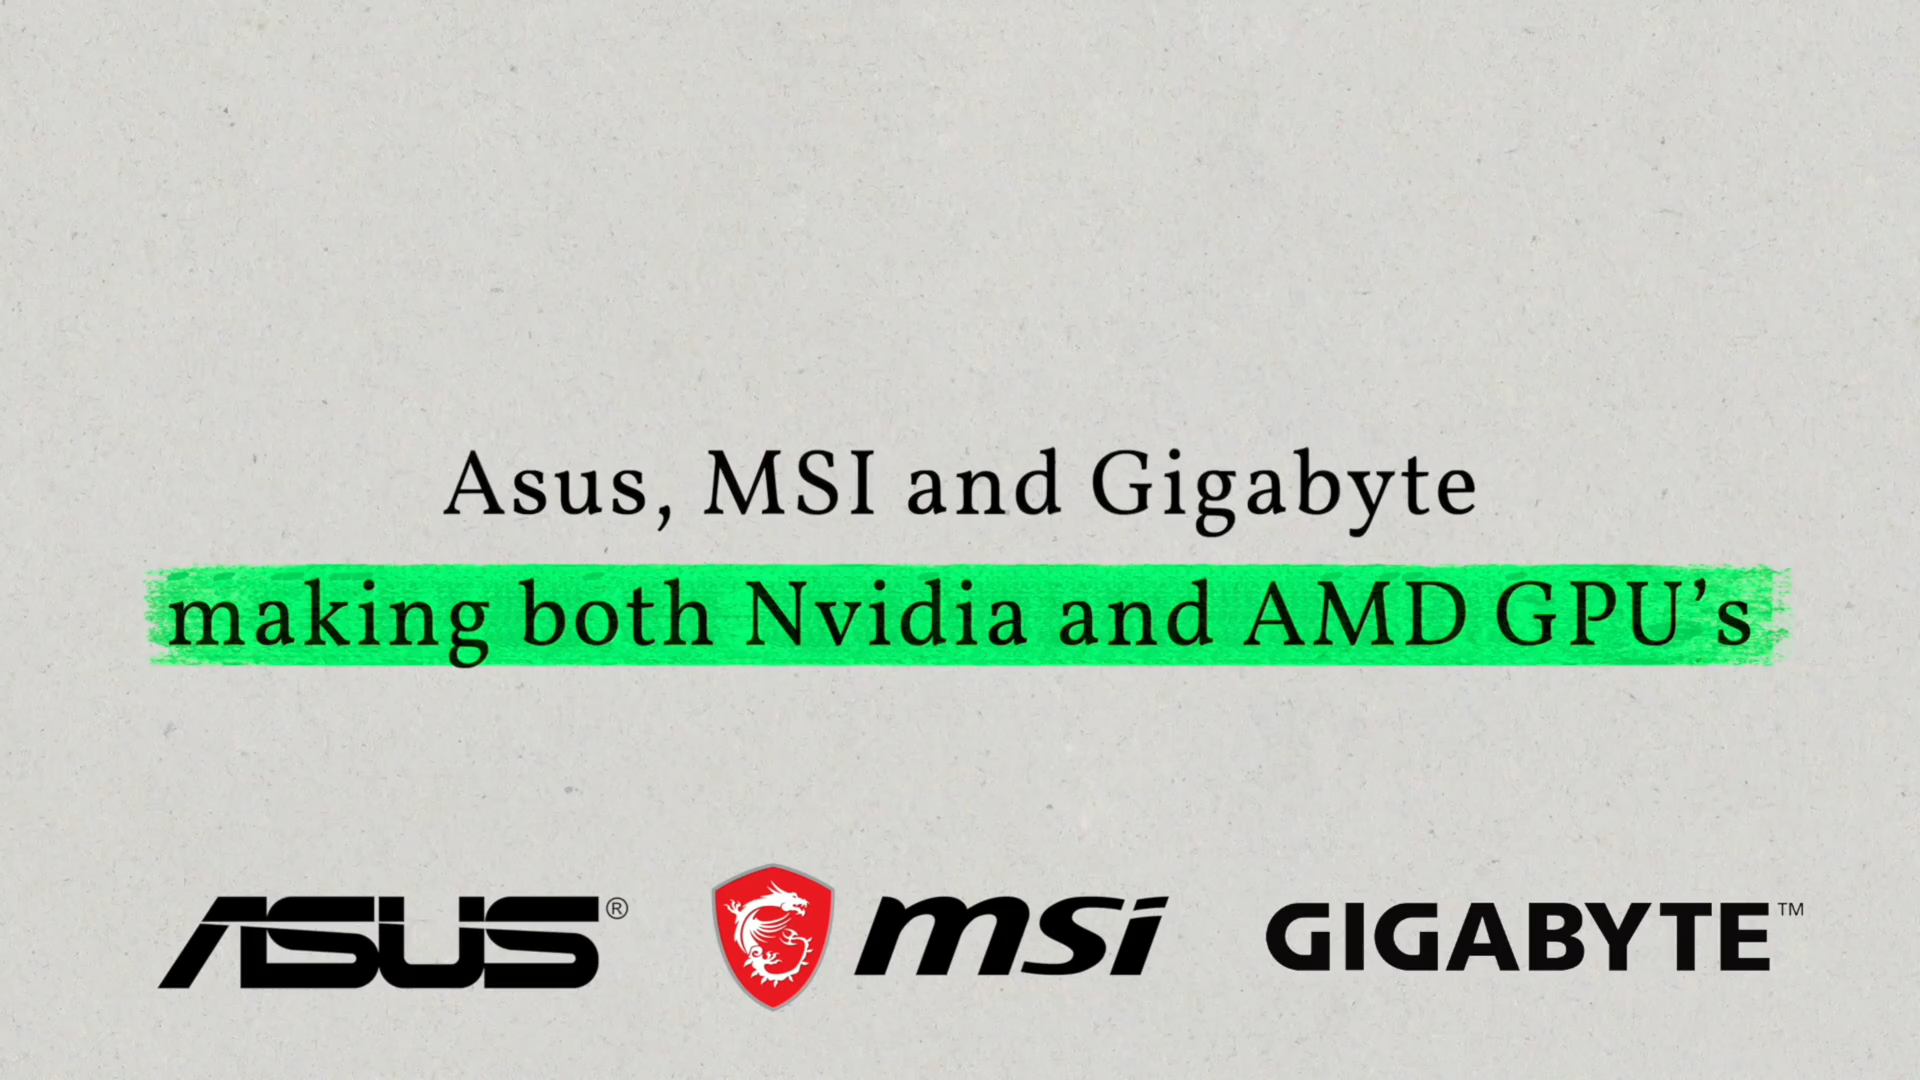 Asus, MSI and Gigabyte
making both Nvidia and AMD GPU’s
ASUS® msi GIGABYTE™